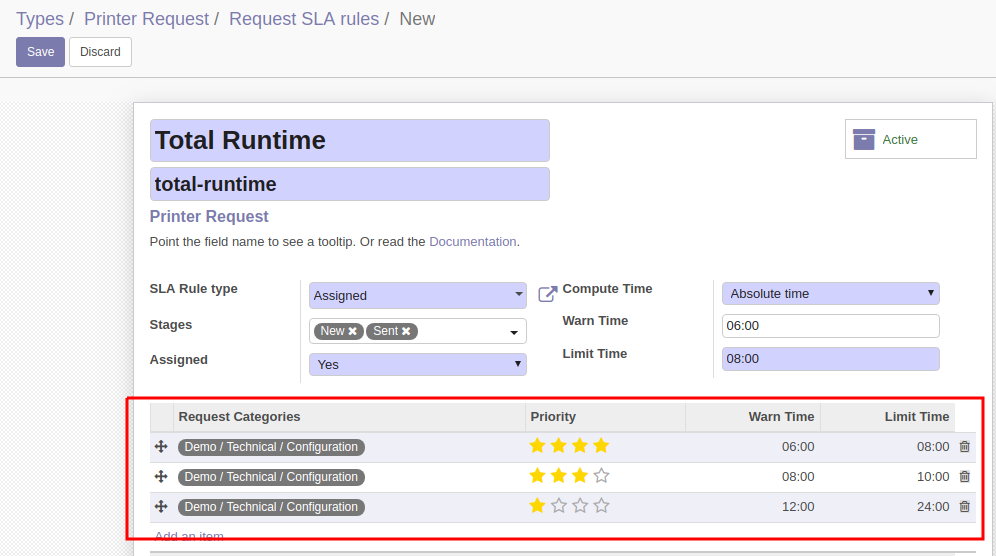 Types / Printer Request / Request SLA rules / New
Save Discard
Total Runtime
Active
total-runtime
Printer Request
Point the field name to see a tooltip. Or read the Documentation.
SLA Rule type Assigned Compute Time Absolute time
Stages New Sent Warn Time 06:00
Assigned Yes Limit Time 08:00
Request Categories Priority Warn Time Limit Time
Demo / Technical / Configuration 06:00 08:00
Demo / Technical / Configuration 08:00 10:00
Demo / Technical / Configuration 12:00 24:00
Add an item